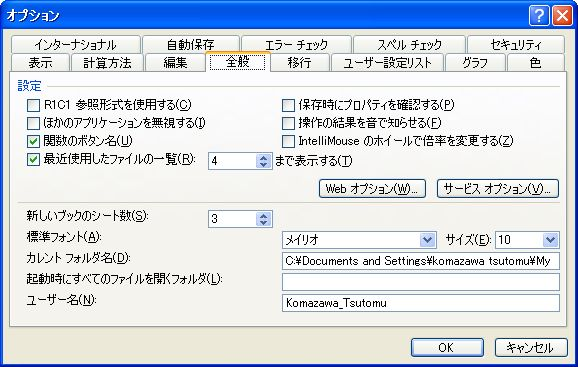 オプション
インターナショナル 自動保存 エラー チェック スペル チェック セキュリティ
表示 計算方法 編集 全般 移行 ユーザー設定リスト グラフ 色
設定
R1C1 参照形式を使用する(C) 保存時にプロパティを確認する(P)
ほかのアプリケーションを無視する(I) 操作の結果を音で知らせる(F)
関数のボタン名(U) IntelliMouse のホイールで倍率を変更する(Z)
最近使用したファイルの一覧(R): 4 まで表示する(T)
Web オプション(W)... サービス オプション(V)...
新しいブックのシート数(S): 3
標準フォント(A): メイリオ サイズ(E): 10
カレント フォルダ名(D): C:¥Documents and Settings¥komazawa tsutomu¥My
起動時にすべてのファイルを開くフォルダ(L):
ユーザー名(N): Komazawa_Tsutomu
OK キャンセル